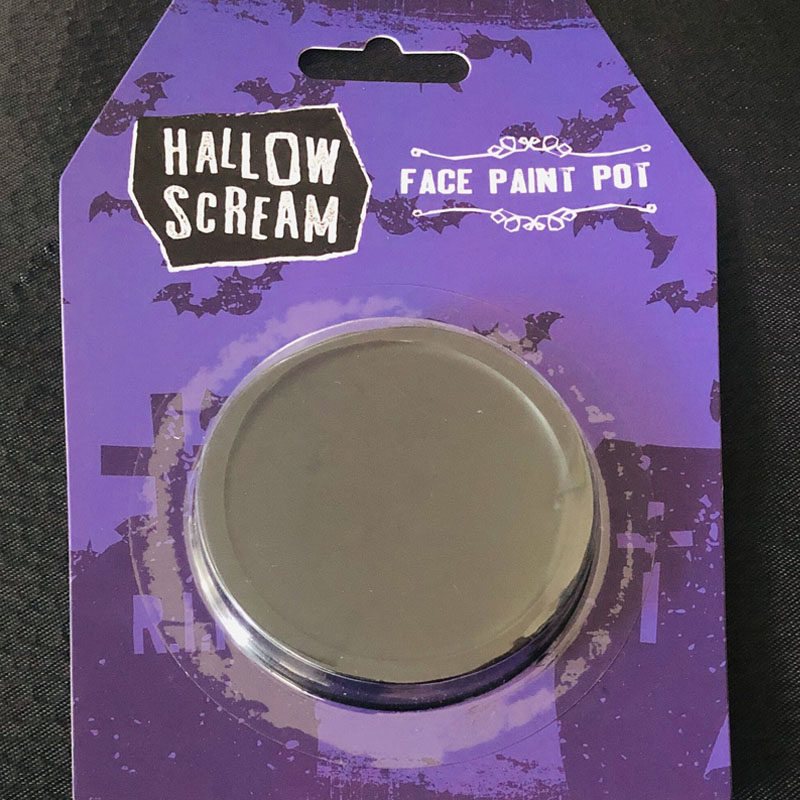 HALLOW
SCREAM
FACE PAINT POT
R.I.